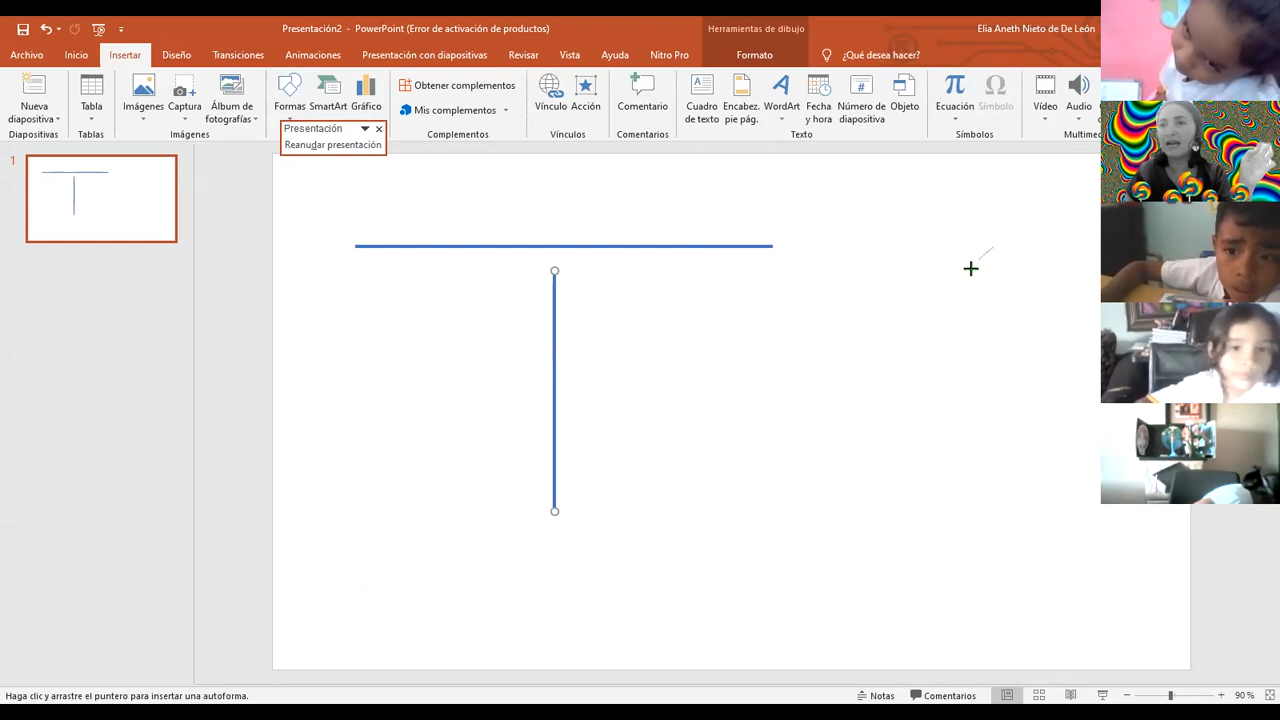 Presentación2 - PowerPoint (Error de activación de productos)
Herramientas de dibujo
Elia Aneth Nieto de De León
Archivo Inicio Insertar Diseño Transiciones Animaciones Presentación con diapositivas Revisar Vista Ayuda Nitro Pro Formato ¿Qué desea hacer?
Nueva diapositiva
Tabla
Imágenes
Captura
Álbum de fotografías
Formas
SmartArt
Gráfico
Obtener complementos
Mis complementos
Vínculo
Acción
Comentario
Cuadro de texto
Encabez. pie pág.
WordArt
Fecha y hora
Número de diapositiva
Objeto
Ecuación
Símbolo
Vídeo
Audio
Diapositivas Tablas Imágenes Complementos Vínculos Comentarios Texto Símbolos Multimed
Presentación
Reanudar presentación
1
Haga clic y arrastre el puntero para insertar una autoforma.
Notas Comentarios 90 %